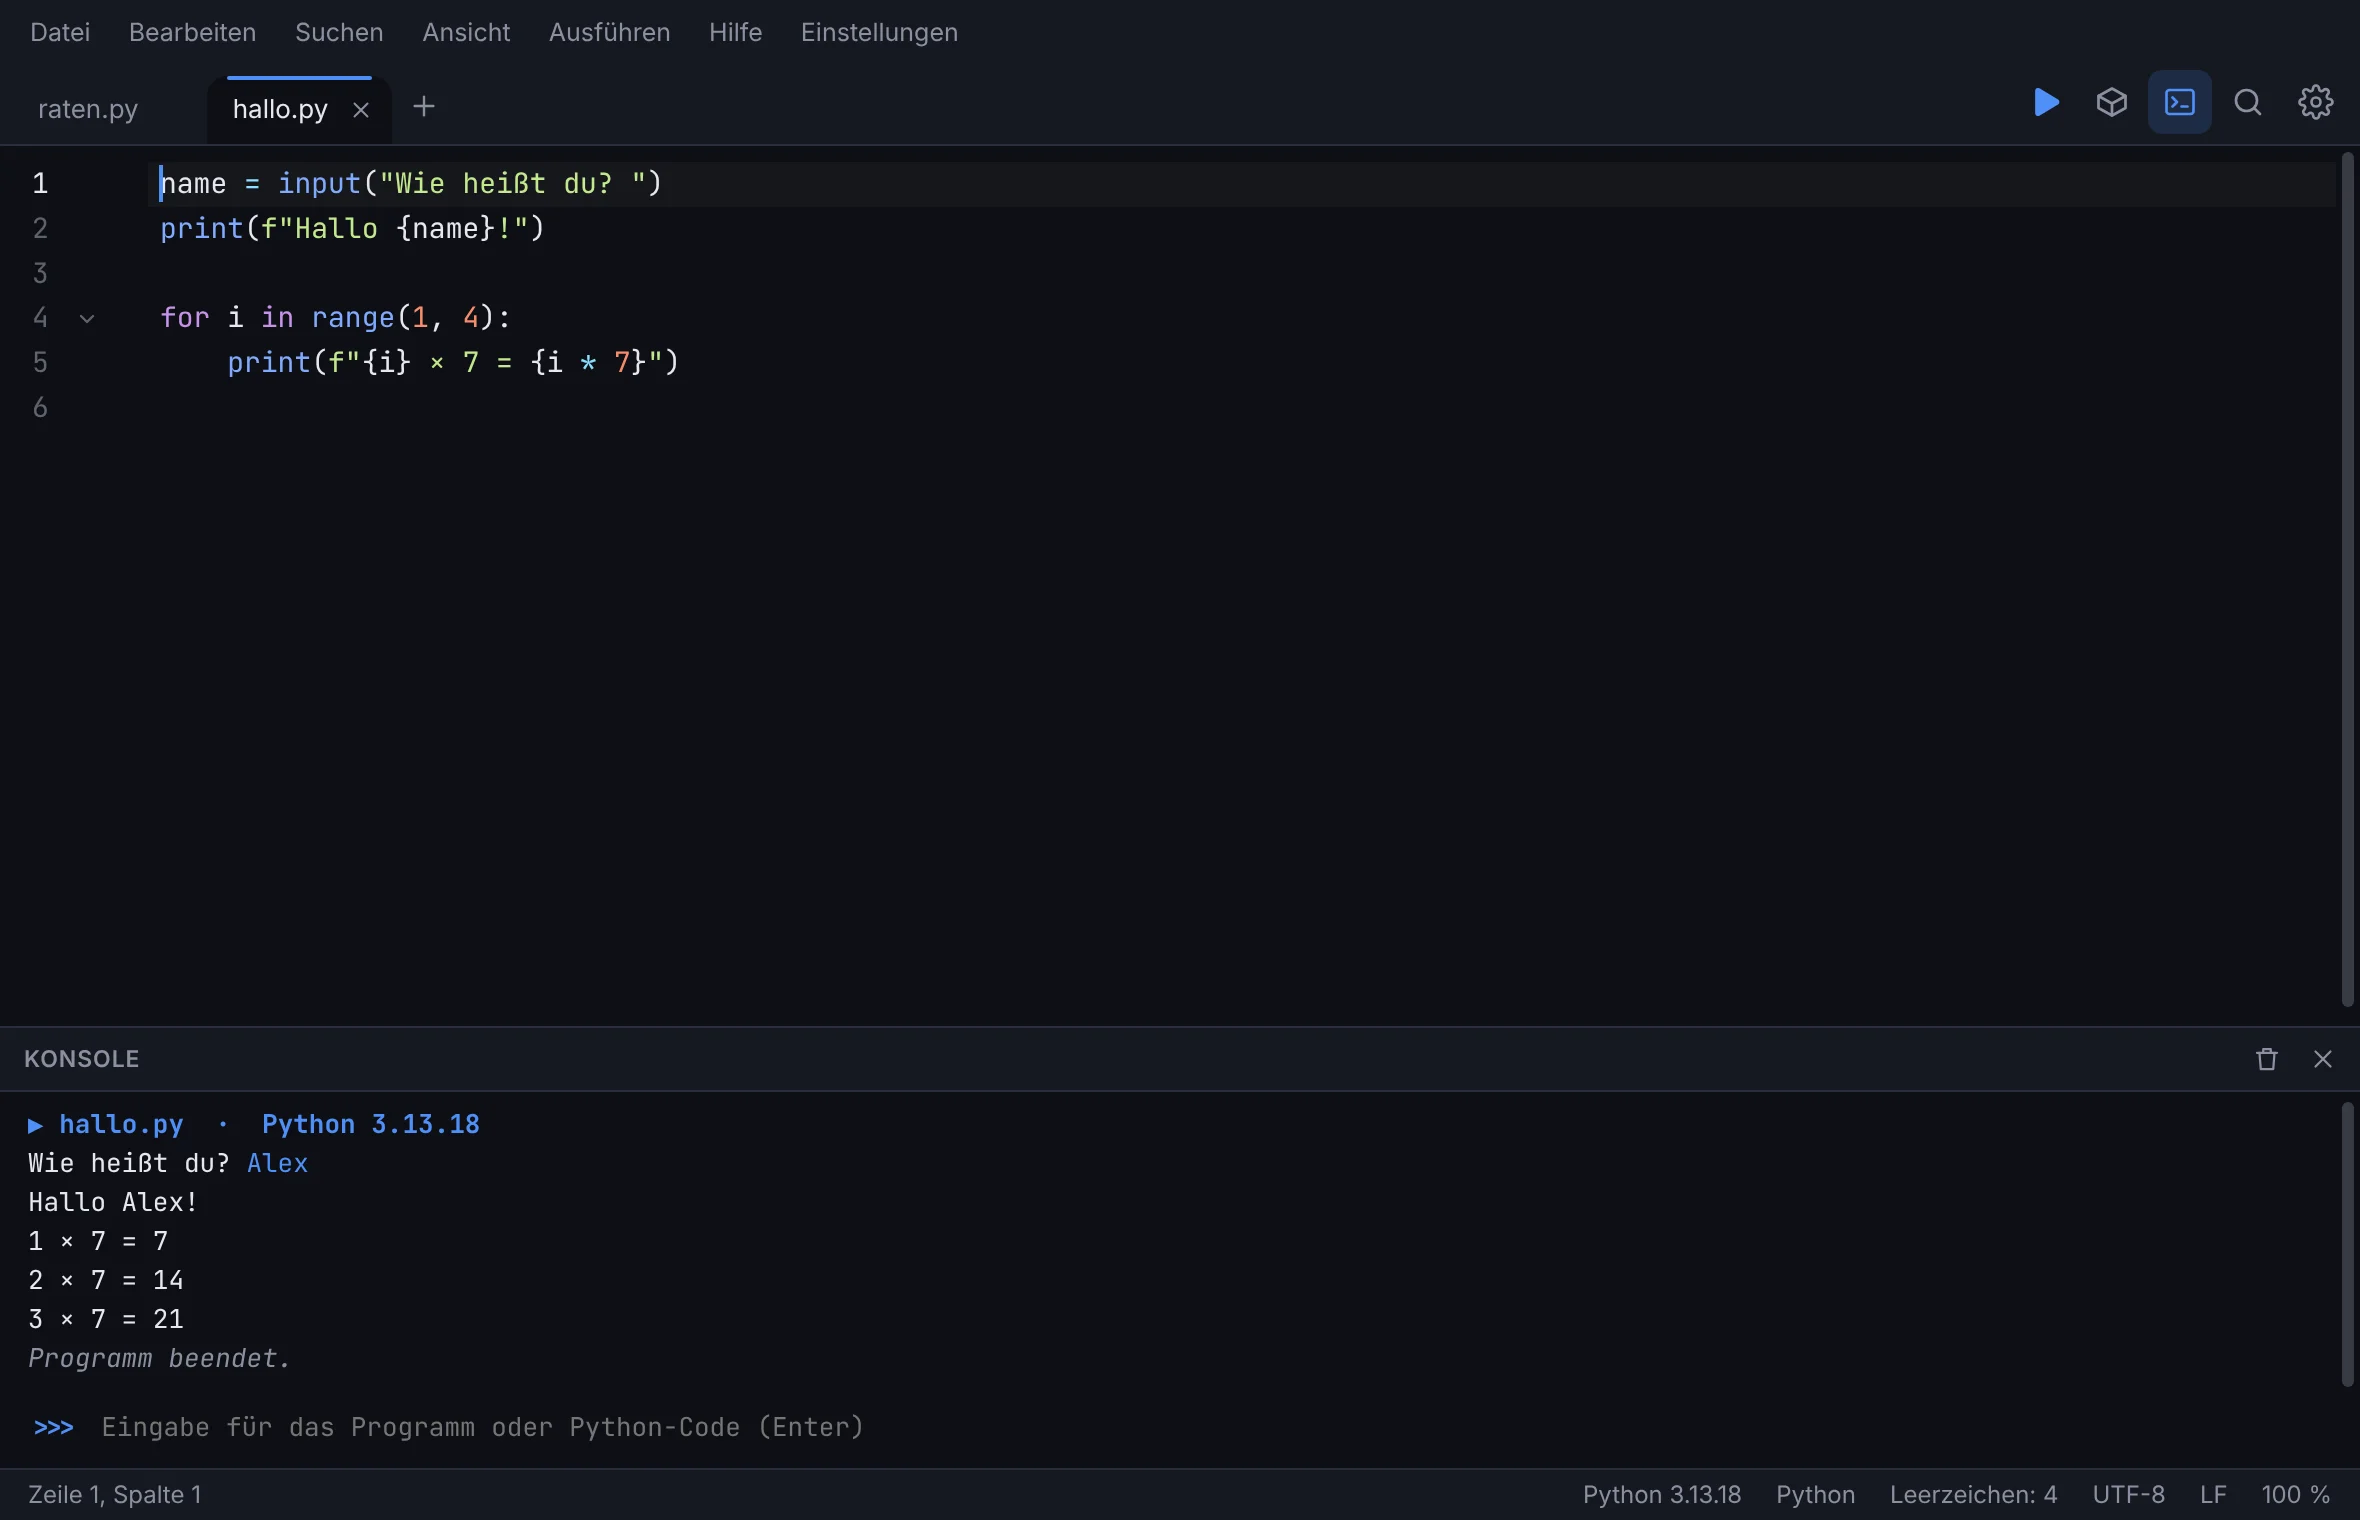 Datei Bearbeiten Suchen Ansicht Ausführen Hilfe Einstellungen
raten.py hallo.py
1 name = input("Wie heißt du? ")
2 print(f"Hallo {name}!")
3
4 for i in range(1, 4):
5     print(f"{i} × 7 = {i * 7}")
6
KONSOLE
▶ hallo.py · Python 3.13.18
Wie heißt du? Alex
Hallo Alex!
1 × 7 = 7
2 × 7 = 14
3 × 7 = 21
Programm beendet.
>>> Eingabe für das Programm oder Python-Code (Enter)
Zeile 1, Spalte 1 Python 3.13.18 Python Leerzeichen: 4 UTF-8 LF 100 %